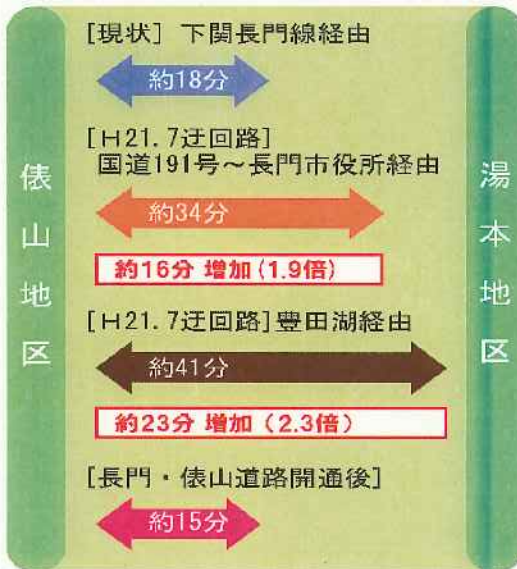 俵山地区
[現状] 下関長門線経由
約18分
[H21.7迂回路]
国道191号～長門市役所経由
約34分
約16分 増加(1.9倍)
[H21.7迂回路]豊田湖経由
約41分
約23分 増加（2.3倍）
[長門・俵山道路開通後]
約15分
湯本地区